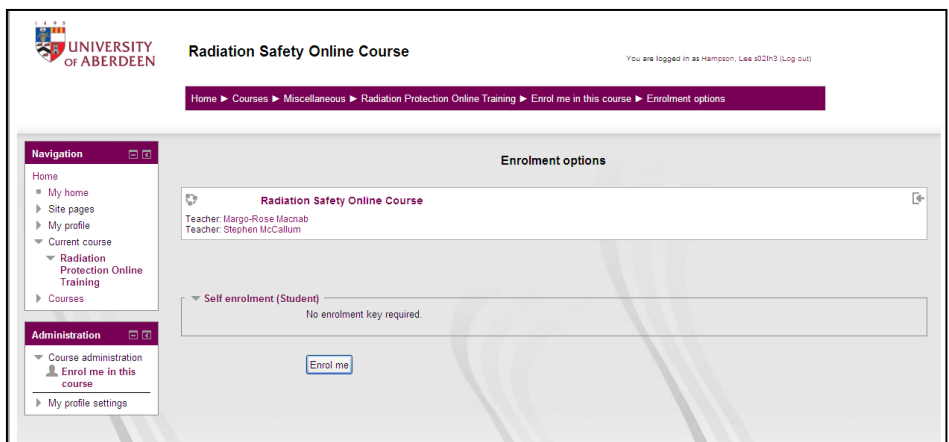 1 4 9 5
UNIVERSITY
OF ABERDEEN
Radiation Safety Online Course
You are logged in as Hampson, Lee s02lh3 (Log out)
Home ► Courses ► Miscellaneous ► Radiation Protection Online Training ► Enrol me in this course ► Enrolment options
Navigation
Home
My home
Site pages
My profile
Current course
Radiation
Protection Online
Training
Courses
Administration
Course administration
Enrol me in this
course
My profile settings
Enrolment options
Radiation Safety Online Course
Teacher: Margo-Rose Macnab
Teacher: Stephen McCallum
Self enrolment (Student)
No enrolment key required.
Enrol me